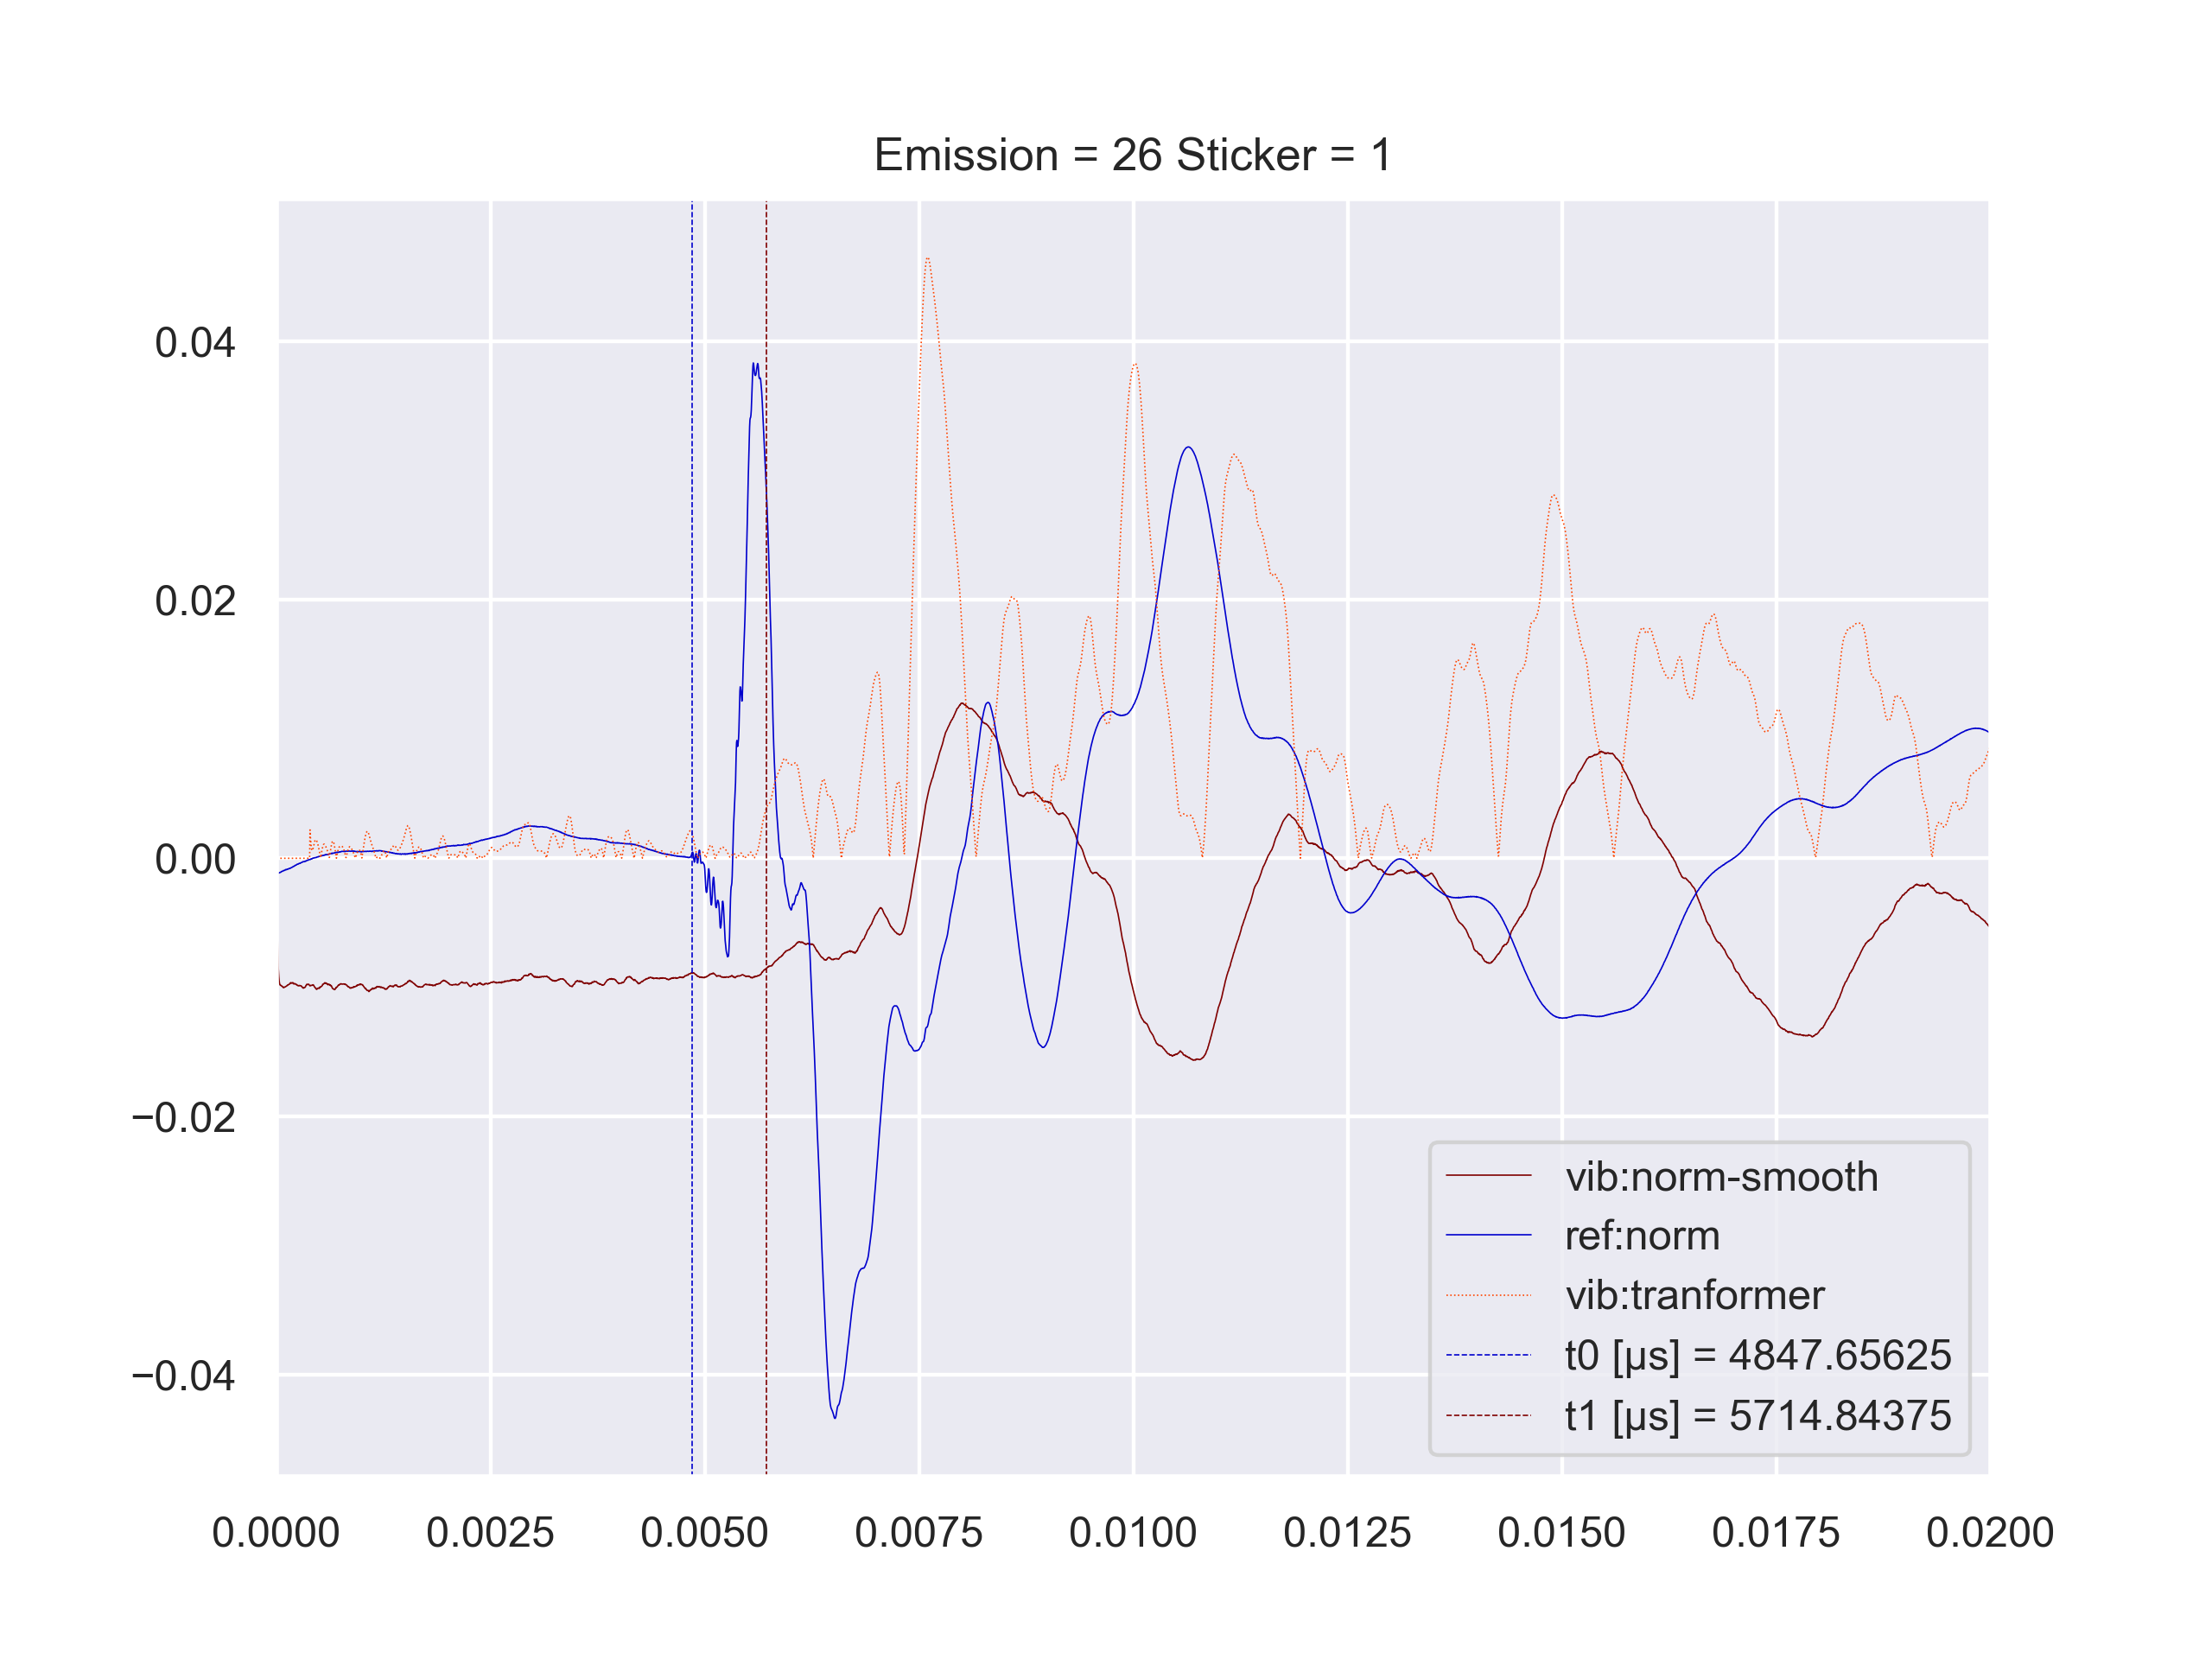 Emission = 26 Sticker = 1
0.04
0.02
0.00
−0.02
−0.04
vib:norm-smooth
ref:norm
vib:tranformer
t0 [μs] = 4847.65625
t1 [μs] = 5714.84375
0.0000 0.0025 0.0050 0.0075 0.0100 0.0125 0.0150 0.0175 0.0200